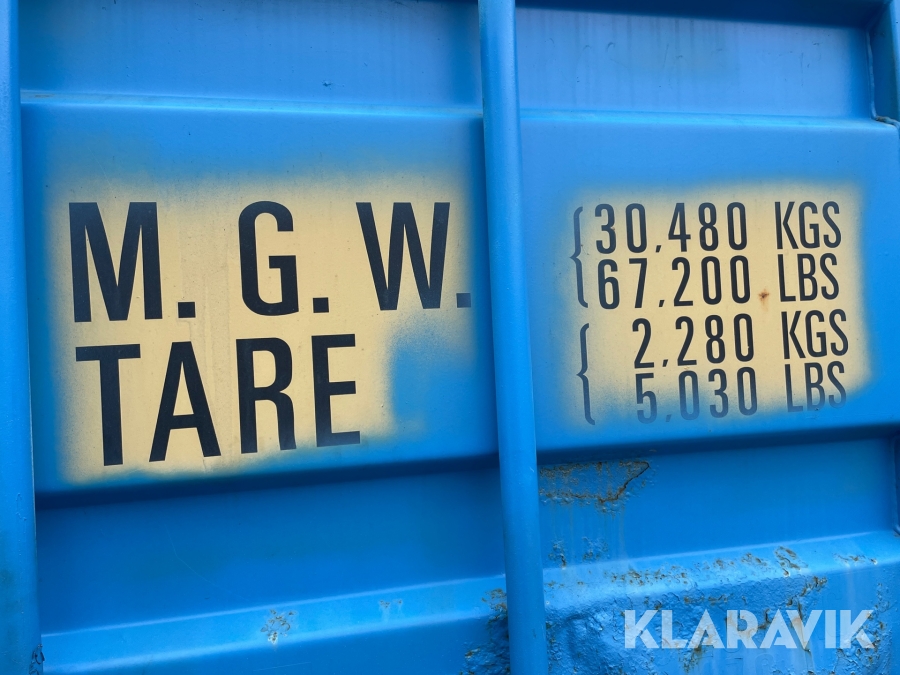 M. G. W. 30,480 KGS
67,200 LBS
TARE 2,280 KGS
5,030 LBS
KLARAVIK